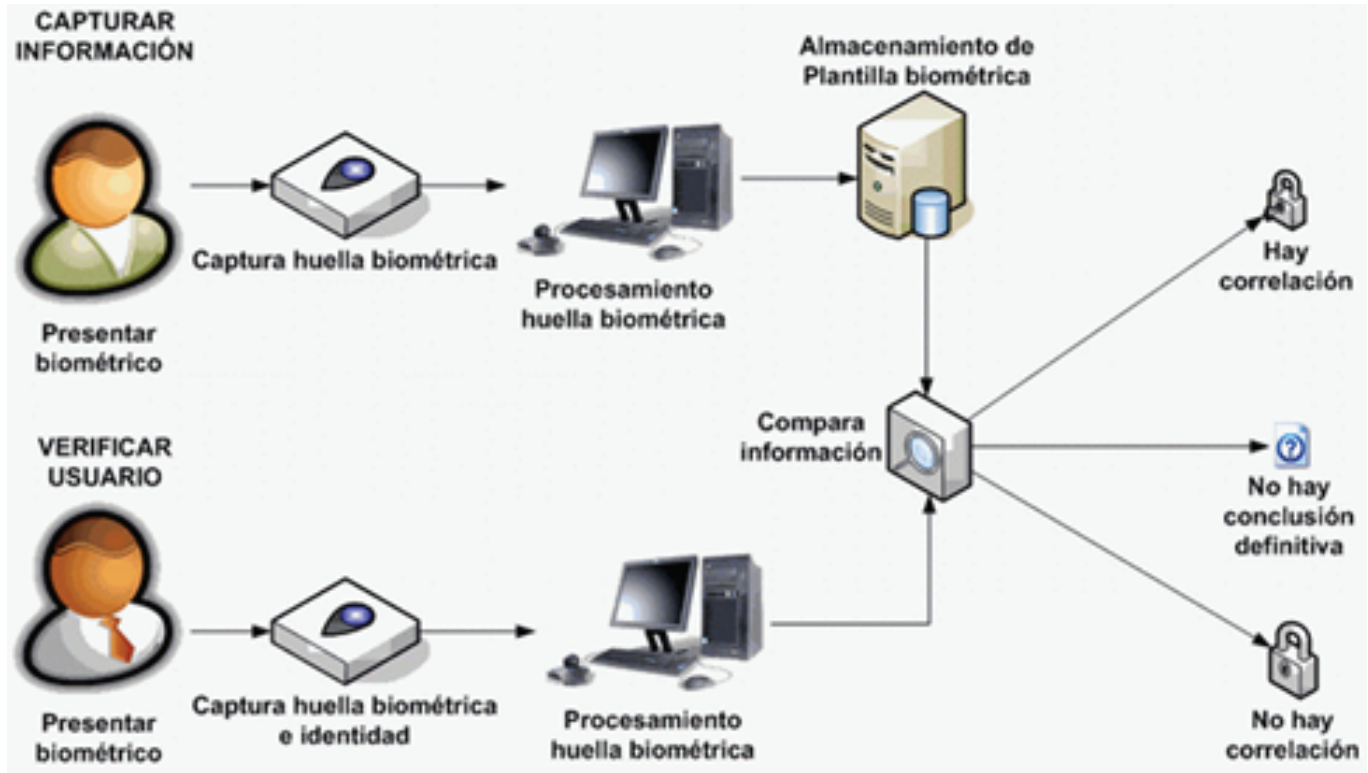 CAPTURAR
INFORMACIÓN
Presentar
biométrico
Captura huella biométrica
Procesamiento
huella biométrica
Almacenamiento de
Plantilla biométrica
Compara
información
Hay
correlación
No hay
conclusión
definitiva
No hay
correlación
VERIFICAR
USUARIO
Presentar
biométrico
Captura huella biométrica
e identidad
Procesamiento
huella biométrica